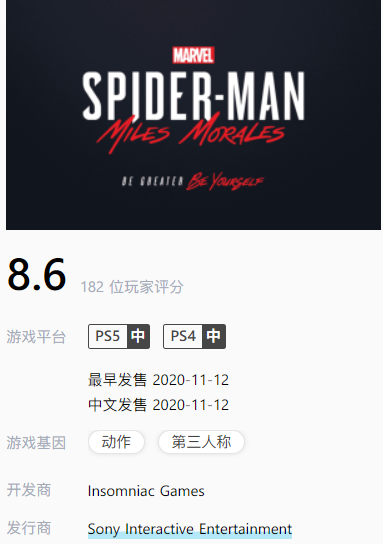 MARVEL
SPIDER-MAN
MILES MORALES
BE GREATER BE YOURSELF
8.6 182 位玩家评分
游戏平台 PS5 中 PS4 中
最早发售 2020-11-12
中文发售 2020-11-12
游戏基因 动作 第三人称
开发商 Insomniac Games
发行商 Sony Interactive Entertainment